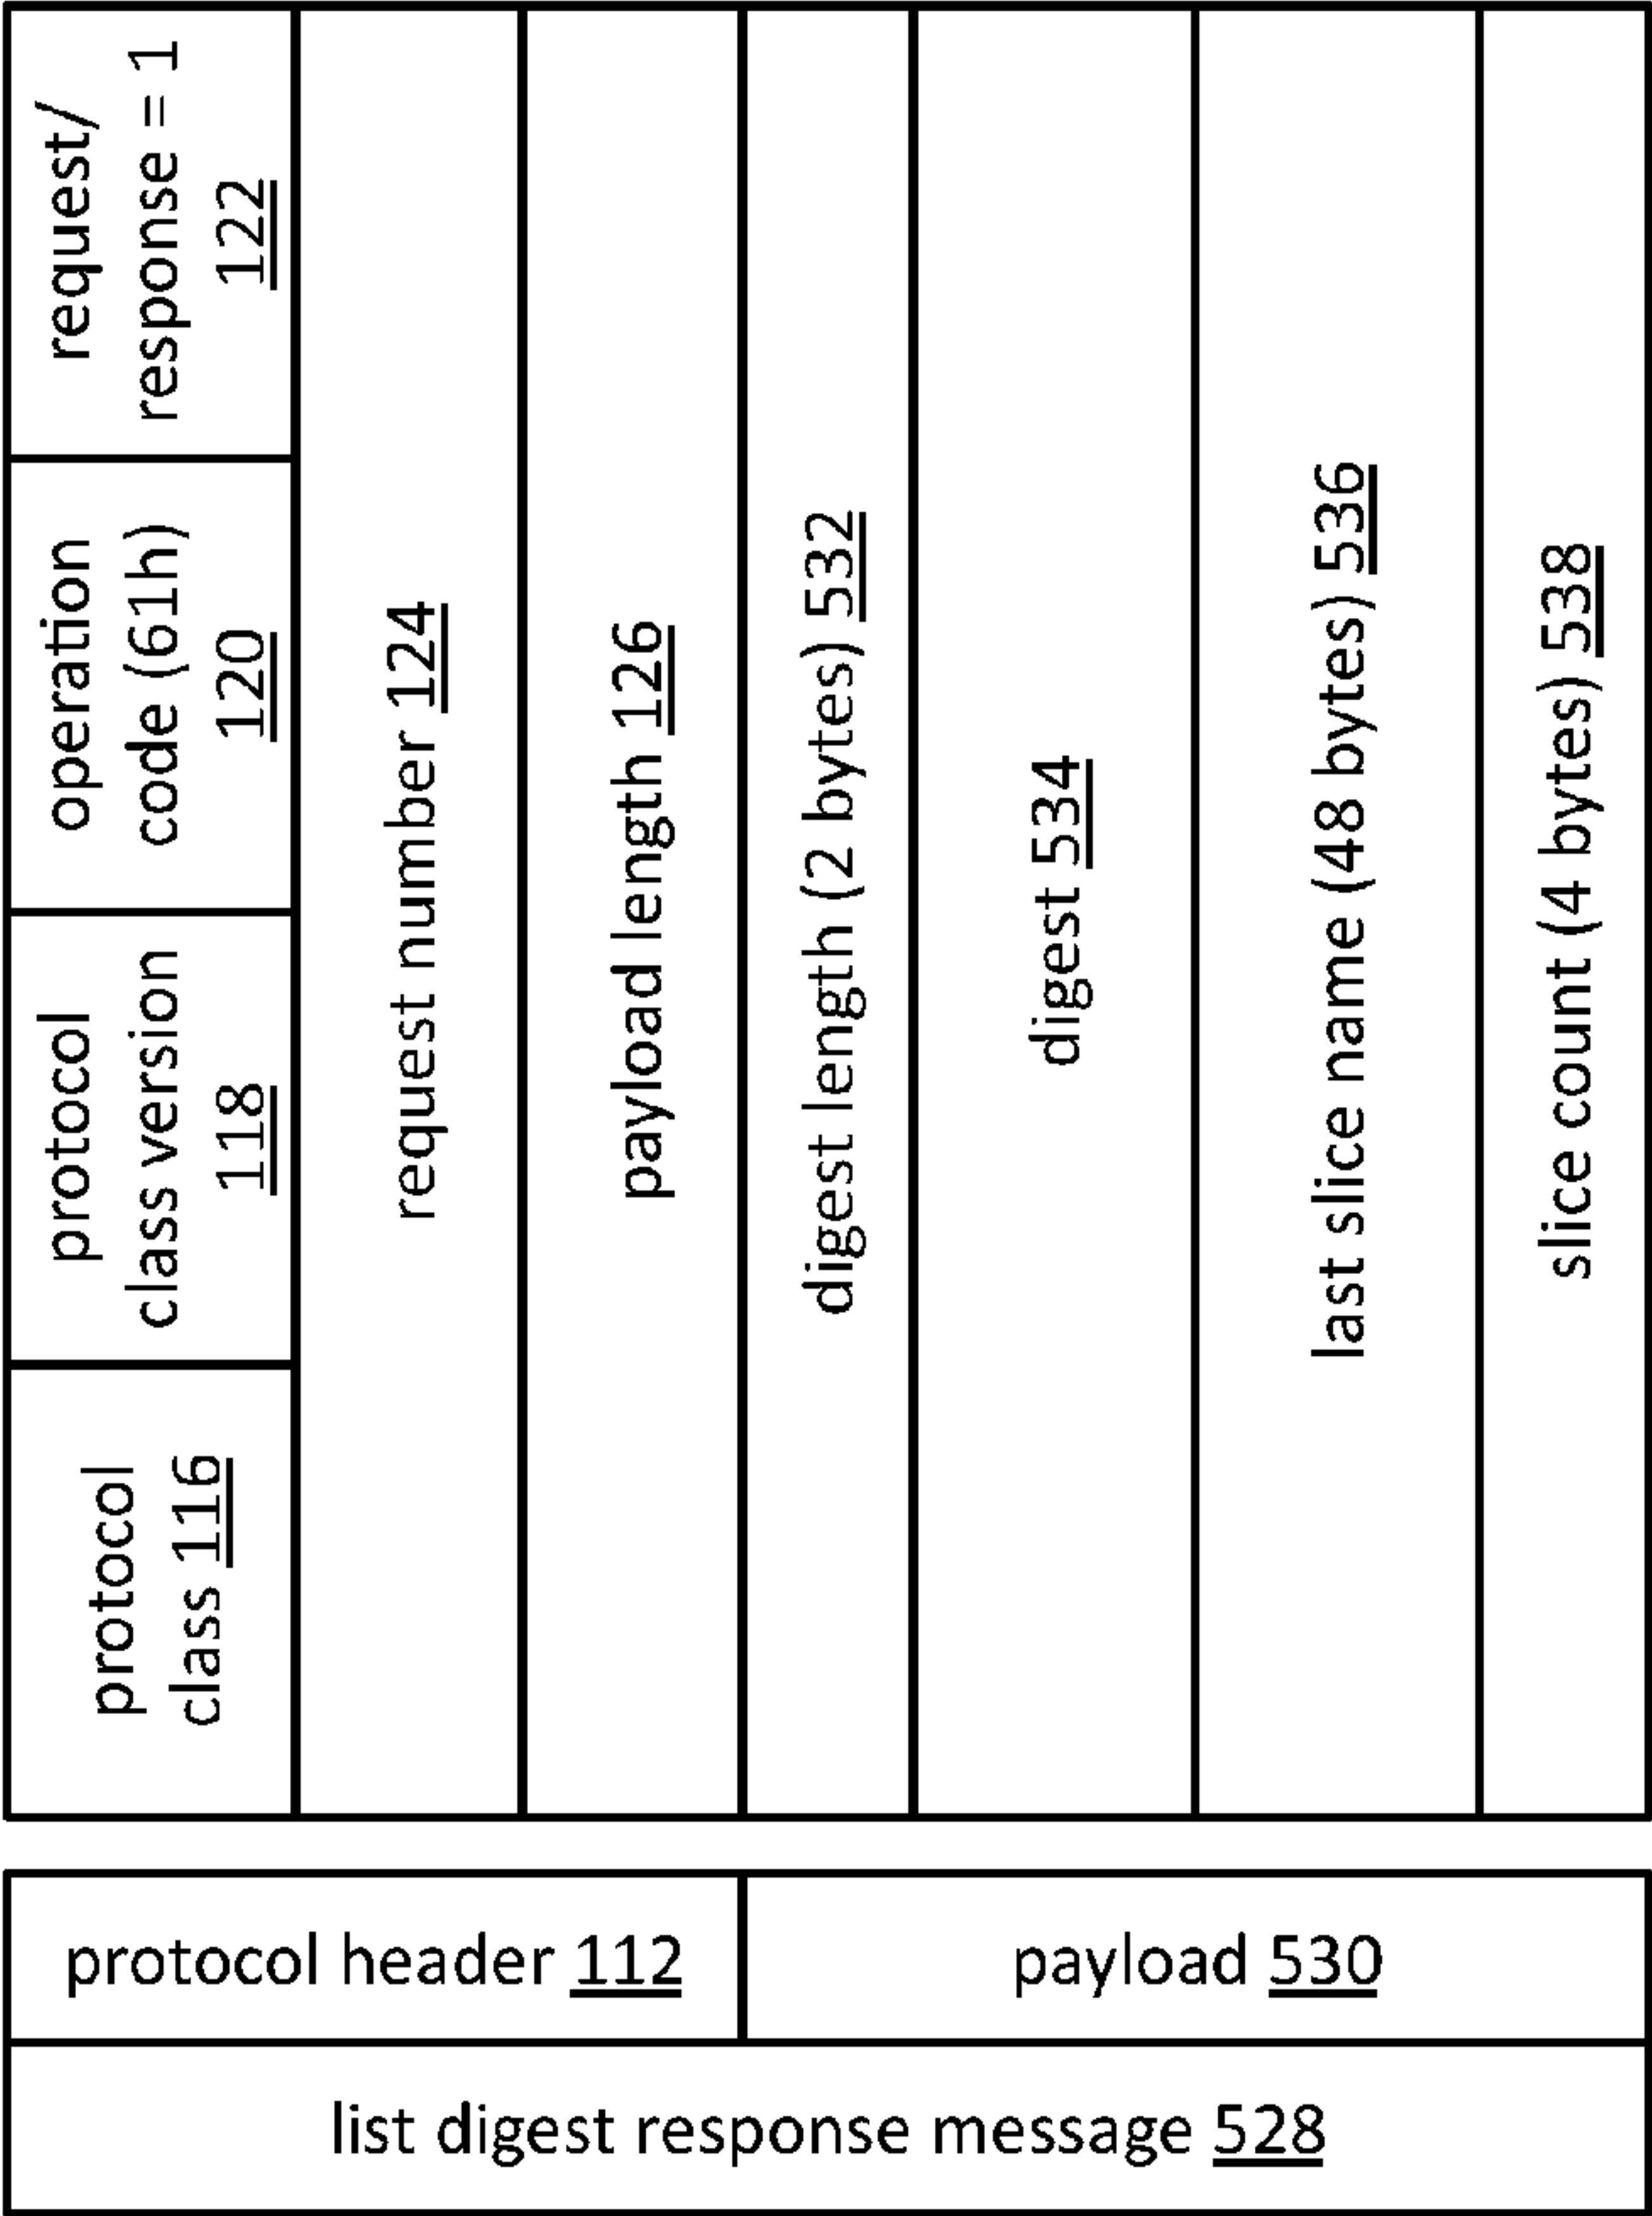 list digest response message 528
protocol header 112
payload 530
protocol
class 116
protocol
class version
118
operation
code (61h)
120
request/
response = 1
122
request number 124
payload length 126
digest length (2 bytes) 532
digest 534
last slice name (48 bytes) 536
slice count (4 bytes) 538